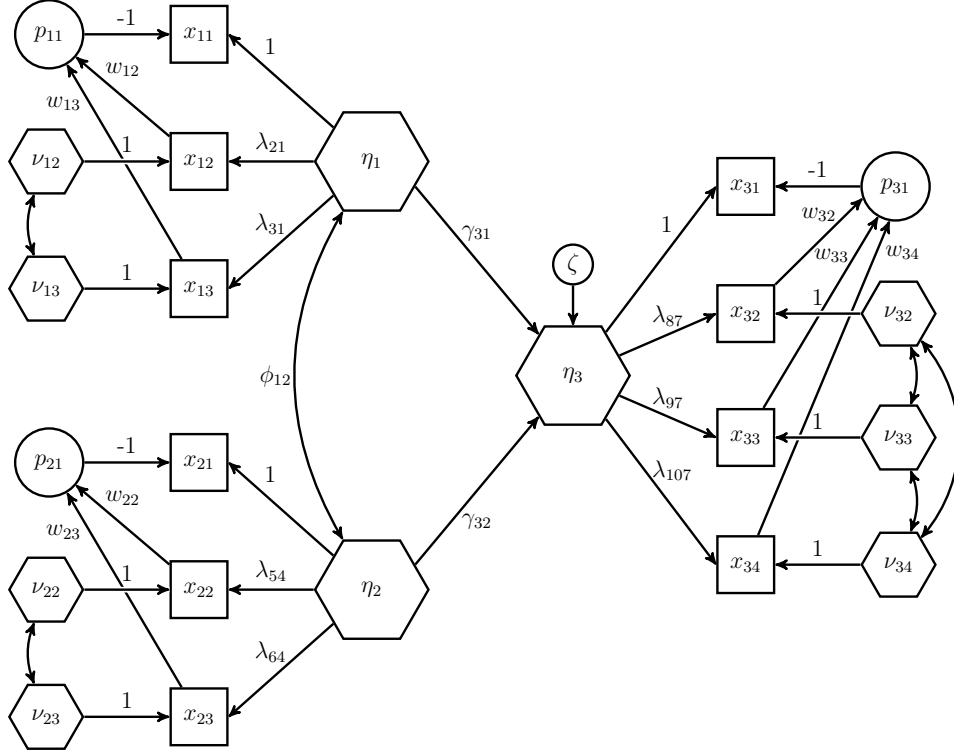 p₁₁ -1 x₁₁
1
w₁₂
w₁₃
ν₁₂ 1 x₁₂ λ₂₁ η₁
λ₃₁
ν₁₃ 1 x₁₃
γ₃₁
ϕ₁₂
p₂₁ -1 x₂₁
1
w₂₂
w₂₃
ν₂₂ 1 x₂₂ λ₅₄ η₂
λ₆₄
ν₂₃ 1 x₂₃
γ₃₂
ζ
η₃
1
x₃₁ -1 p₃₁
w₃₂
w₃₃
w₃₄
λ₈₇ x₃₂ 1 ν₃₂
λ₉₇ x₃₃ 1 ν₃₃
λ₁₀₇ x₃₄ 1 ν₃₄